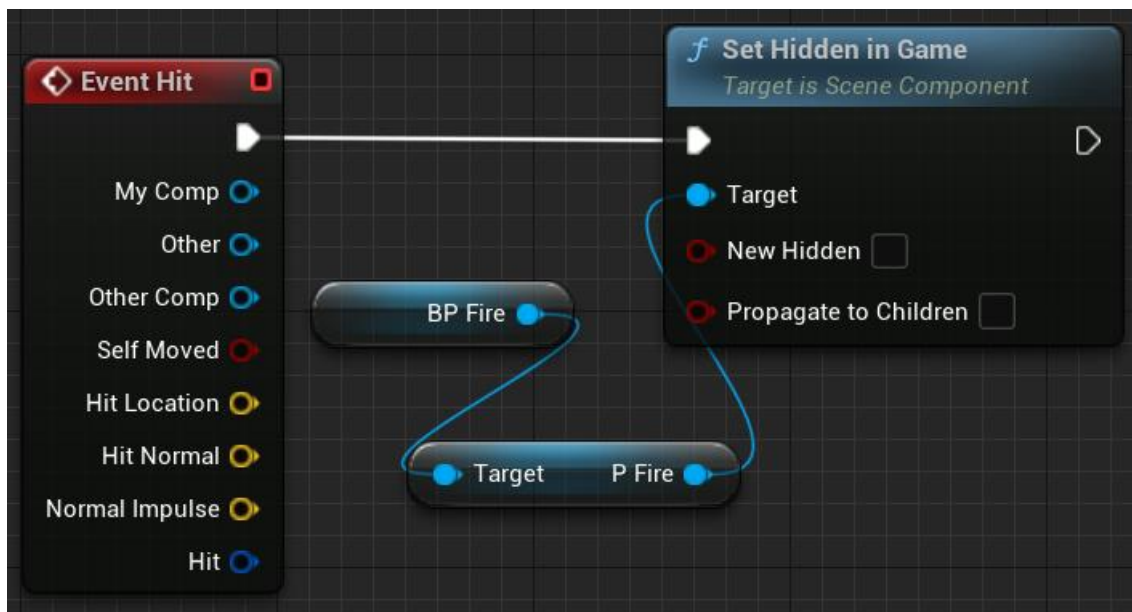 Event Hit
My Comp
Other
Other Comp
Self Moved
Hit Location
Hit Normal
Normal Impulse
Hit
BP Fire
Target P Fire
f Set Hidden in Game
Target is Scene Component
Target
New Hidden
Propagate to Children